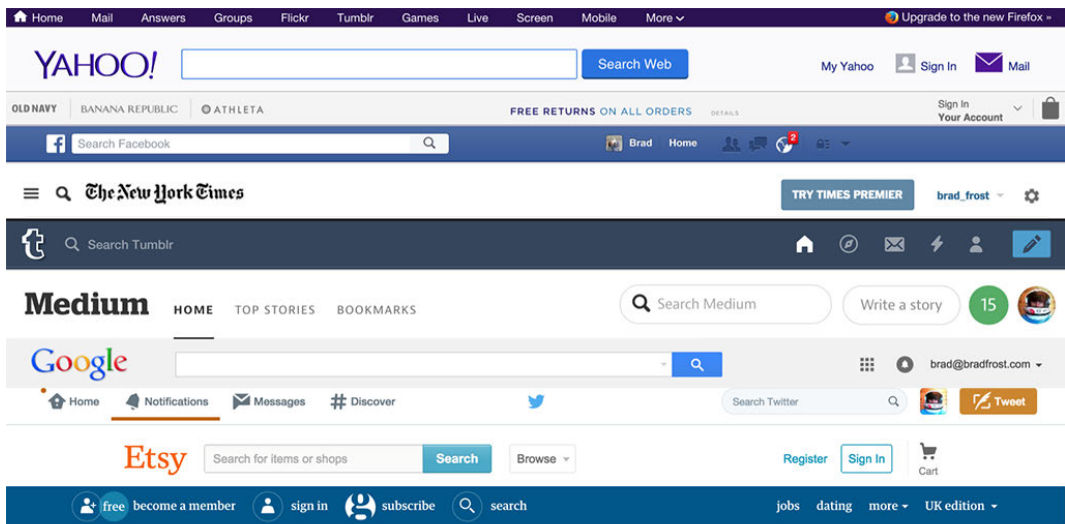 Home Mail Answers Groups Flickr Tumblr Games Live Screen Mobile More Upgrade to the new Firefox »
YAHOO! Search Web My Yahoo Sign In Mail
OLD NAVY BANANA REPUBLIC ATHLETA FREE RETURNS ON ALL ORDERS DETAILS Sign In
Your Account
f Search Facebook Brad Home 2
The New York Times TRY TIMES PREMIER brad_frost
t Search Tumblr
Medium HOME TOP STORIES BOOKMARKS Search Medium Write a story 15
Google brad@bradfrost.com
Home Notifications Messages Discover Search Twitter Tweet
Etsy Search for items or shops Search Browse Register Sign In Cart
free become a member sign in subscribe search jobs dating more UK edition